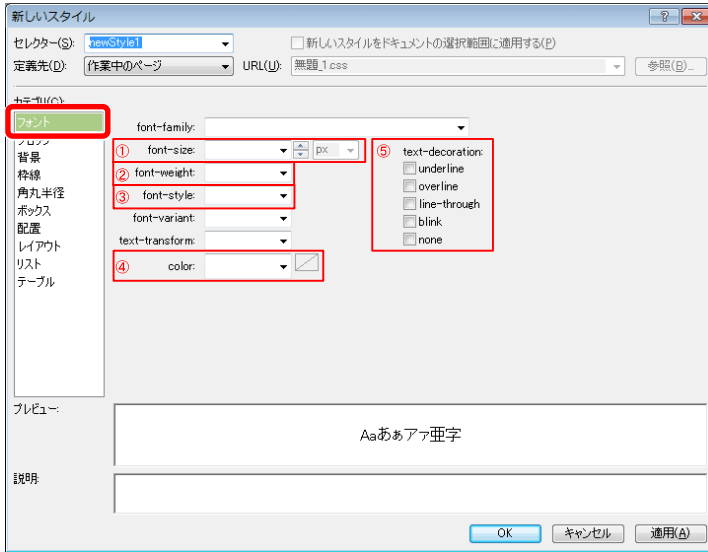 新しいスタイル
セレクター(S): newStyle1
新しいスタイルをドキュメントの選択範囲に適用する(P)
定義先(D): 作業中のページ URL(U): 無題_1.css 参照(B)...
カテゴリ(C):
フォント
ブロック
背景
枠線
角丸半径
ボックス
配置
レイアウト
リスト
テーブル
font-family:
① font-size: px
② font-weight:
③ font-style:
font-variant:
text-transform:
④ color:
⑤ text-decoration:
underline
overline
line-through
blink
none
プレビュー:
Aaあぁアァ亜字
説明:
OK キャンセル 適用(A)